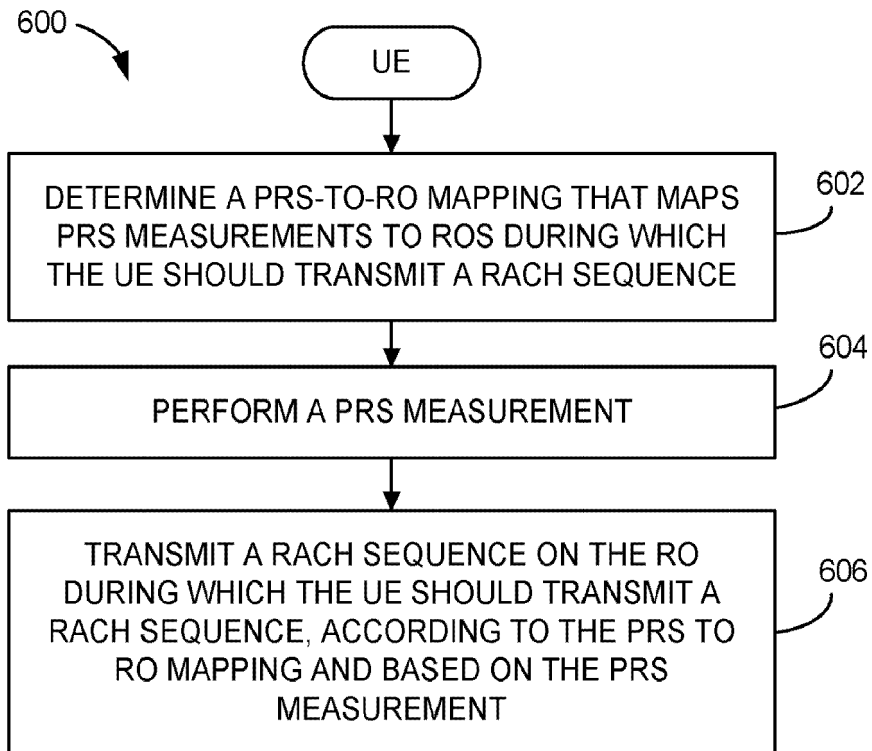 600
UE
DETERMINE A PRS-TO-RO MAPPING THAT MAPS
PRS MEASUREMENTS TO ROS DURING WHICH
THE UE SHOULD TRANSMIT A RACH SEQUENCE
602
PERFORM A PRS MEASUREMENT
604
TRANSMIT A RACH SEQUENCE ON THE RO
DURING WHICH THE UE SHOULD TRANSMIT A
RACH SEQUENCE, ACCORDING TO THE PRS TO
RO MAPPING AND BASED ON THE PRS
MEASUREMENT
606